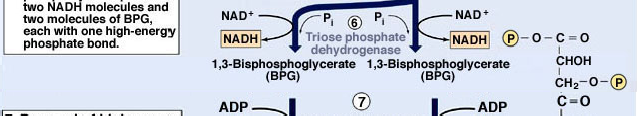 two NADH molecules and
two molecules of BPG,
each with one high-energy
phosphate bond.
NAD+
Pi
6
Pi
NAD+
NADH
Triose phosphate
dehydrogenase
NADH
1,3-Bisphosphoglycerate
(BPG)
1,3-Bisphosphoglycerate
(BPG)
P–O–C=O
CHOH
CH2–O–P
C=O
ADP
7
ADP